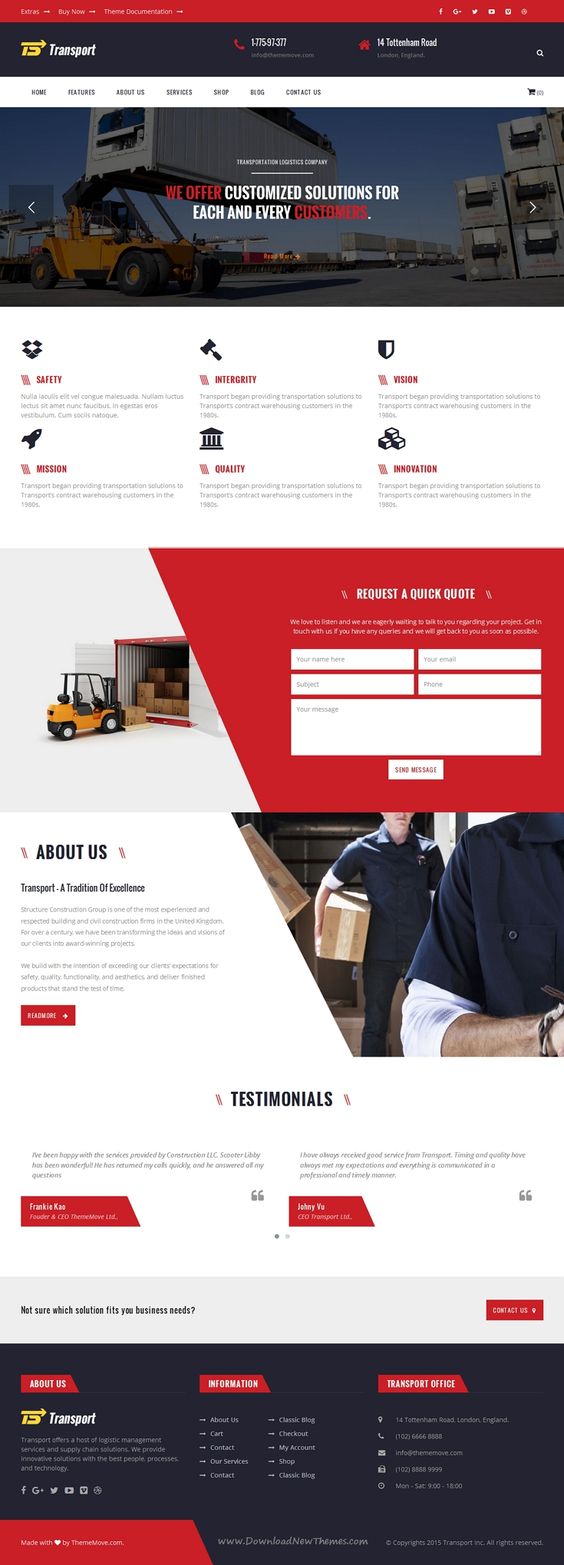 Extras
Buy Now
Theme Documentation
TS Transport
1-775-97-377
info@thememove.com
14 Tottenham Road
London, England.
HOME
FEATURES
ABOUT US
SERVICES
SHOP
BLOG
CONTACT US
(0)
TRANSPORTATION LOGISTICS COMPANY
WE OFFER CUSTOMIZED SOLUTIONS FOR
EACH AND EVERY CUSTOMERS.
Read More
SAFETY
Nulla iaculis elit vel congue malesuada. Nullam luctus
lectus sit amet nunc faucibus, in egestas eros
vestibulum. Cum sociis natoque.
INTERGRITY
Transport began providing transportation solutions to
Transport's contract warehousing customers in the
1980s.
VISION
Transport began providing transportation solutions to
Transport's contract warehousing customers in the
1980s.
MISSION
Transport began providing transportation solutions to
Transport's contract warehousing customers in the
1980s.
QUALITY
Transport began providing transportation solutions to
Transport's contract warehousing customers in the
1980s.
INNOVATION
Transport began providing transportation solutions to
Transport's contract warehousing customers in the
1980s.
REQUEST A QUICK QUOTE
We love to listen and we are eagerly waiting to talk to you regarding your project. Get in
touch with us if you have any queries and we will get back to you as soon as possible.
Your name here
Your email
Subject
Phone
Your message
SEND MESSAGE
ABOUT US
Transport - A Tradition Of Excellence
Structure Construction Group is one of the most experienced and
respected building and civil construction firms in the United Kingdom.
For over a century, we have been transforming the ideas and visions of
our clients into award-winning projects.
We build with the intention of exceeding our clients' expectations for
safety, quality, functionality, and aesthetics, and deliver finished
products that stand the test of time.
READMORE
TESTIMONIALS
I've been happy with the services provided by Construction LLC. Scooter Libby
has been wonderful! He has returned my calls quickly, and he answered all my
questions
Frankie Kao
Fouder & CEO ThemeMove Ltd.,
I have always received good service from Transport. Timing and quality have
always met my expectations and everything is communicated in a
professional and timely manner.
Johny Vu
CEO Transport Ltd.,
Not sure which solution fits you business needs?
CONTACT US
ABOUT US
TS Transport
Transport offers a host of logistic management
services and supply chain solutions. We provide
innovative solutions with the best people, processes,
and technology.
INFORMATION
About Us
Cart
Contact
Our Services
Contact
Classic Blog
Checkout
My Account
Shop
Classic Blog
TRANSPORT OFFICE
14 Tottenham Road, London, England.
(102) 6666 8888
info@thememove.com
(102) 8888 9999
Mon - Sat: 9:00 - 18:00
Made with ♥ by ThemeMove.com.
www.DownloadNewThemes.com
© Copyrights 2015 Transport Inc. All rights reserved.